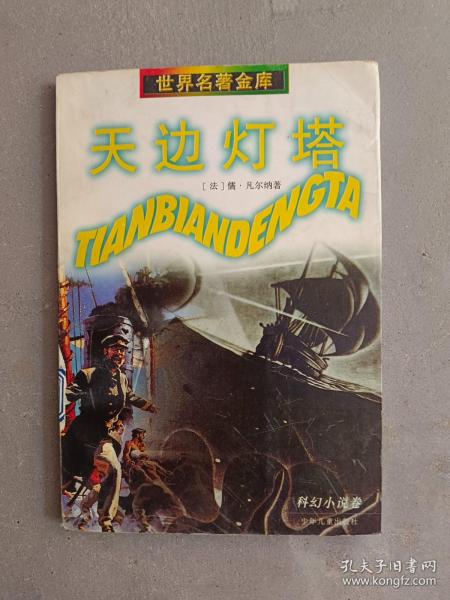 世界名著金库
天边灯塔
[法]儒·凡尔纳著
TIANBIANDENGTA
科幻小说卷
少年儿童出版社
孔夫子旧书网
www.kongfz.com